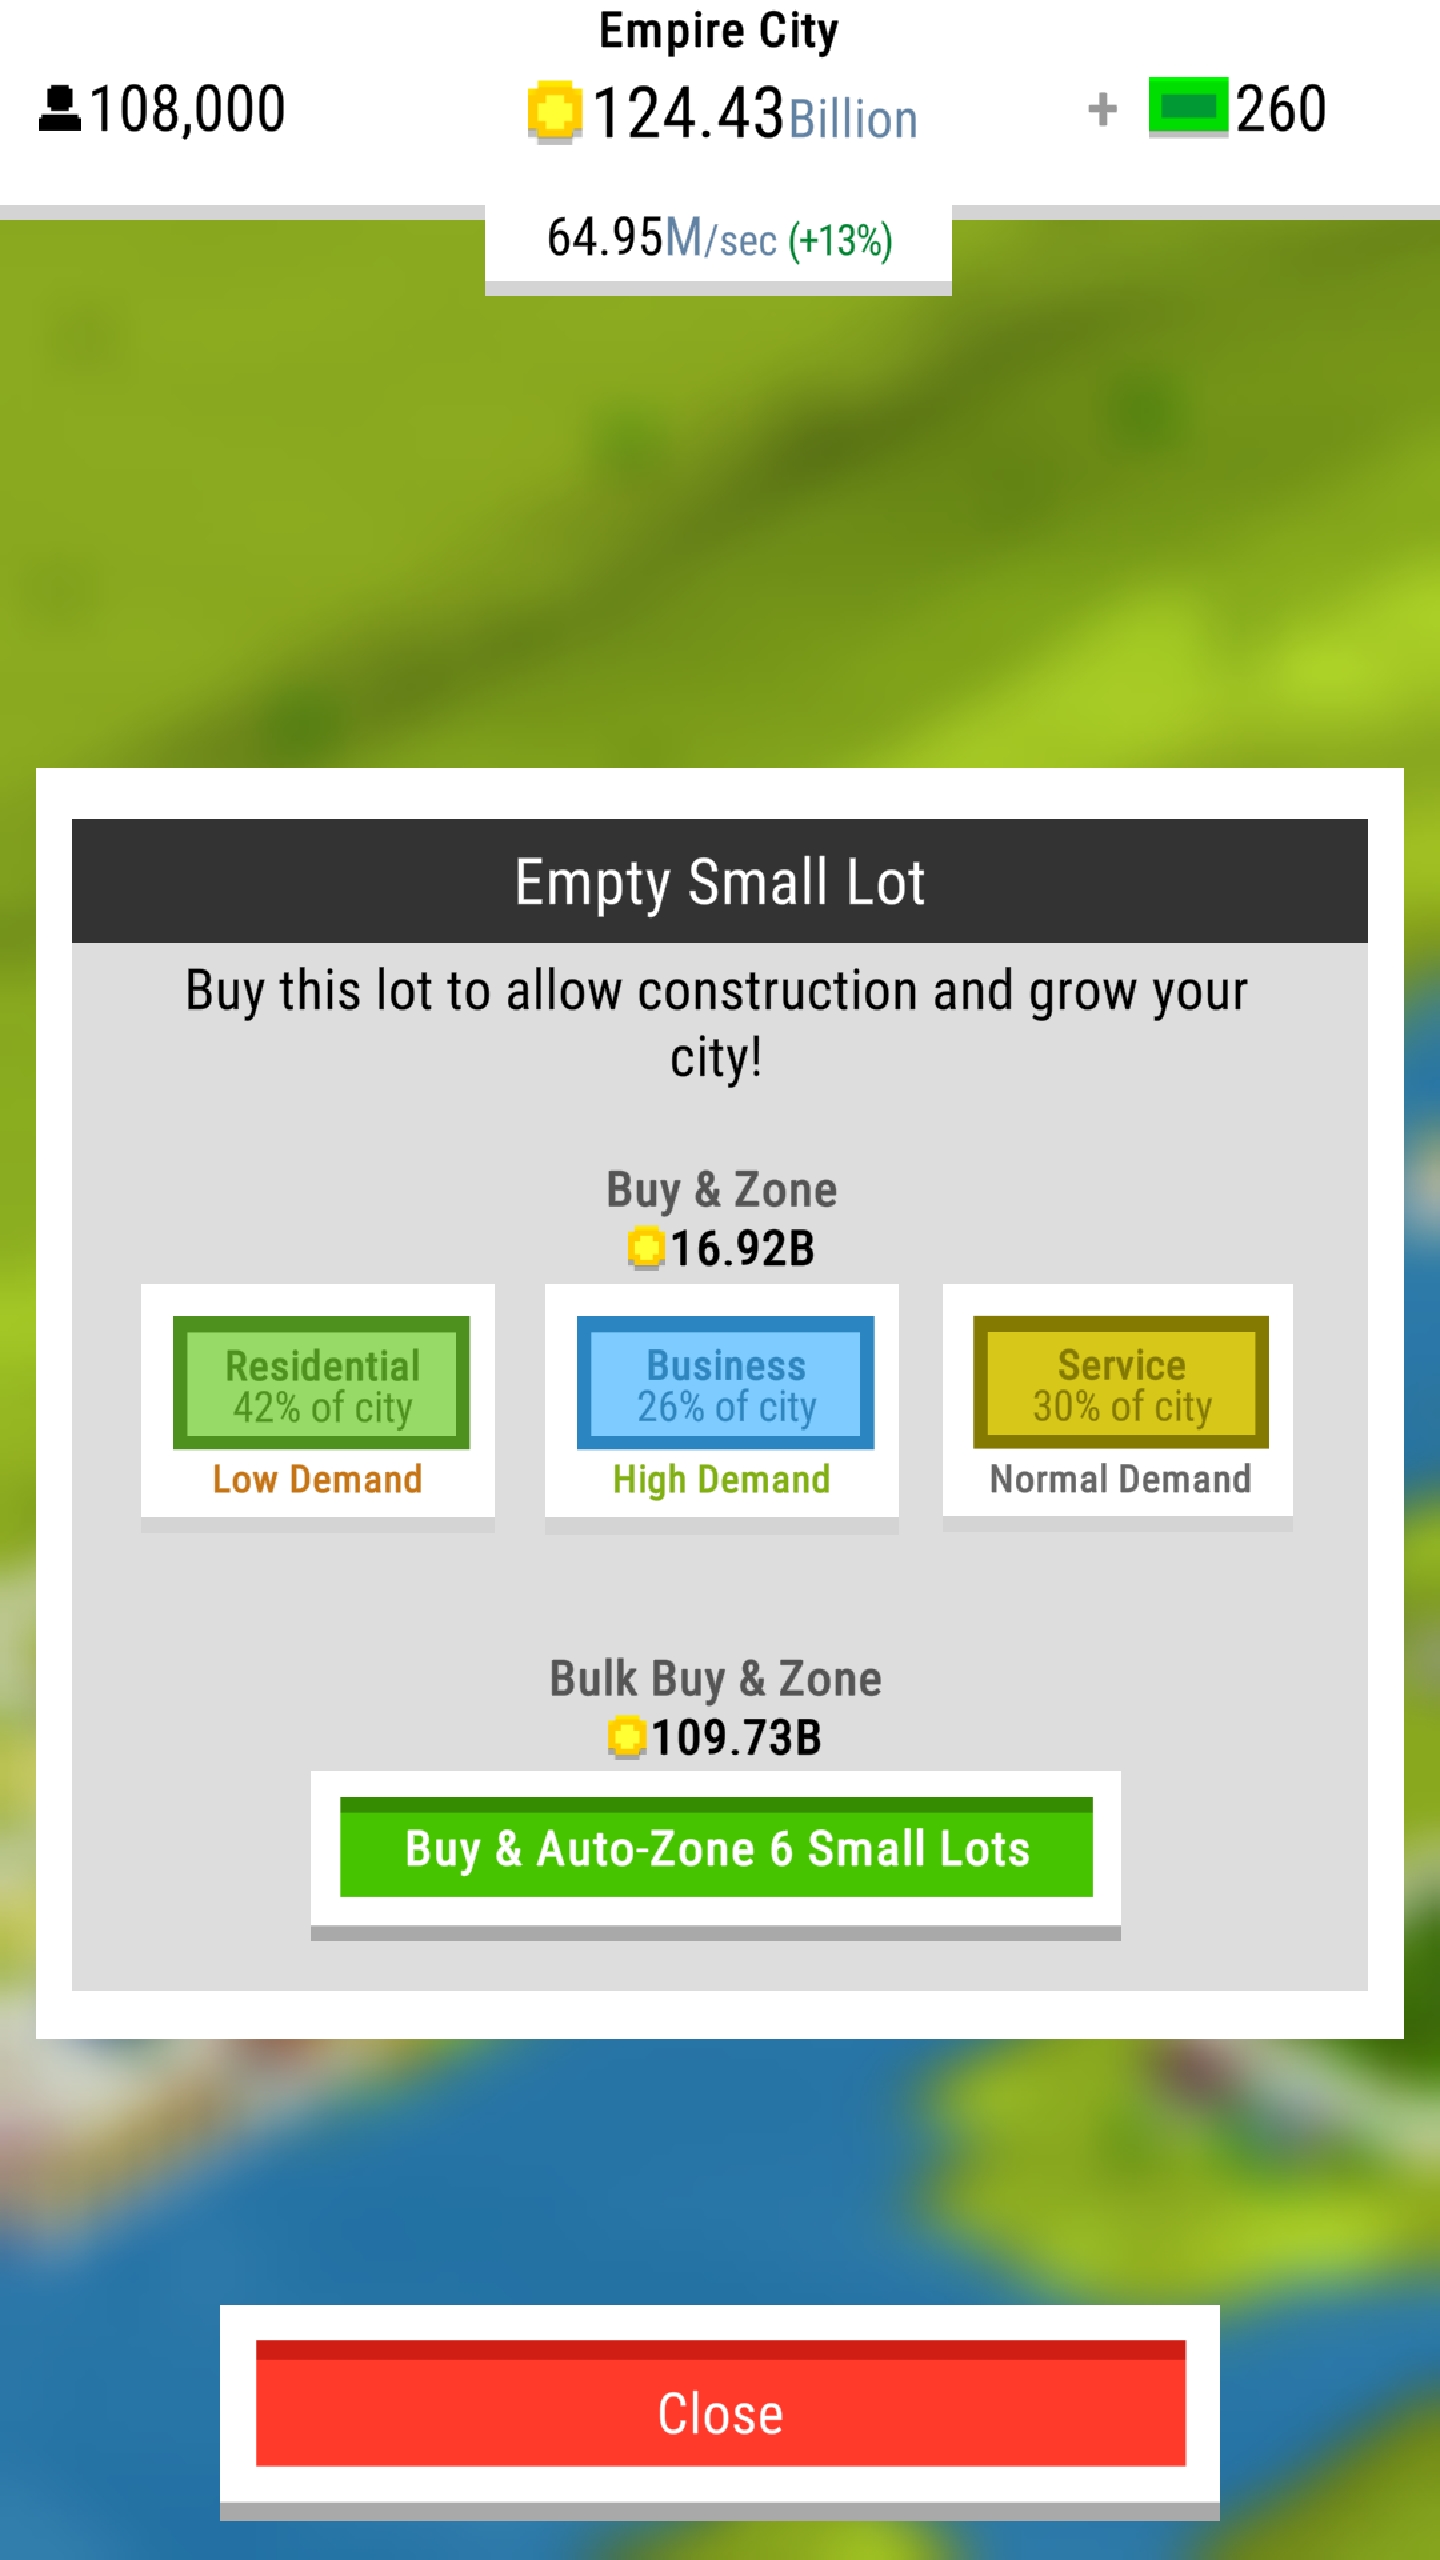 Empire City
108,000
124.43Billion
+ 260
64.95M/sec (+13%)
Empty Small Lot
Buy this lot to allow construction and grow your
city!
Buy & Zone
16.92B
Residential
42% of city
Low Demand
Business
26% of city
High Demand
Service
30% of city
Normal Demand
Bulk Buy & Zone
109.73B
Buy & Auto-Zone 6 Small Lots
Close